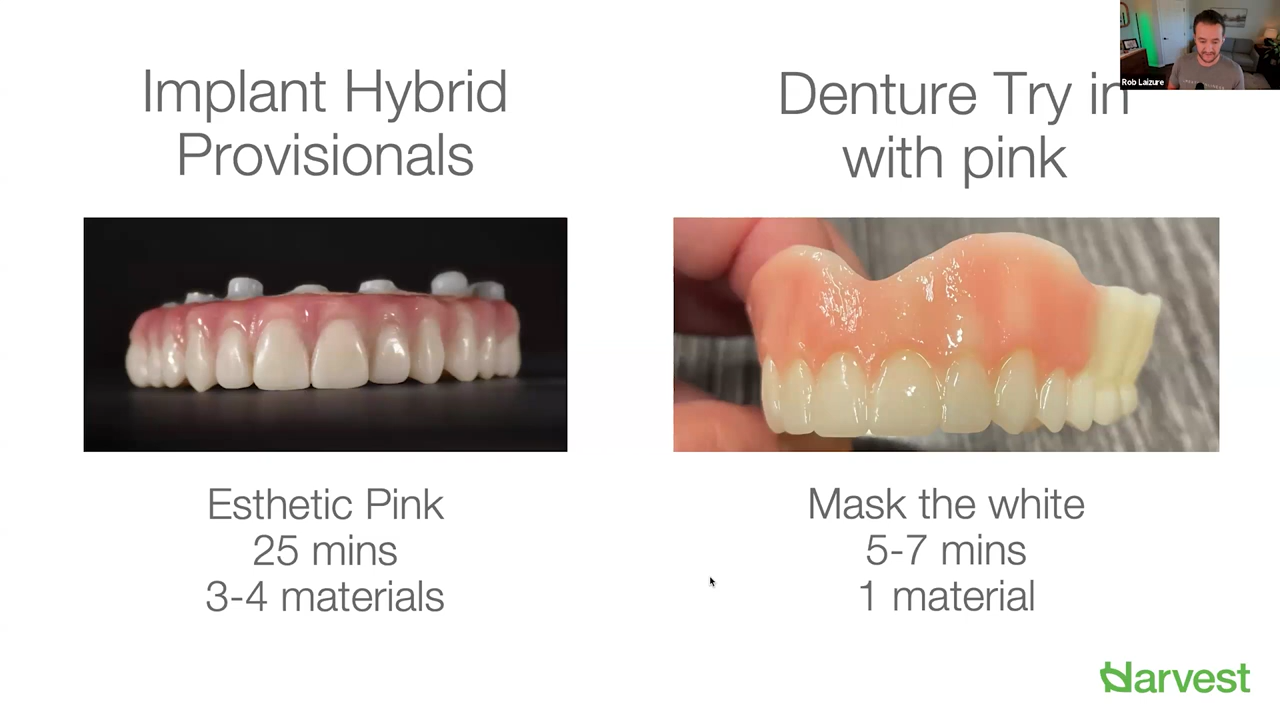 Implant Hybrid
Provisionals
Esthetic Pink
25 mins
3-4 materials
Denture Try in
with pink
Mask the white
5-7 mins
1 material
Rob Laizure
Harvest